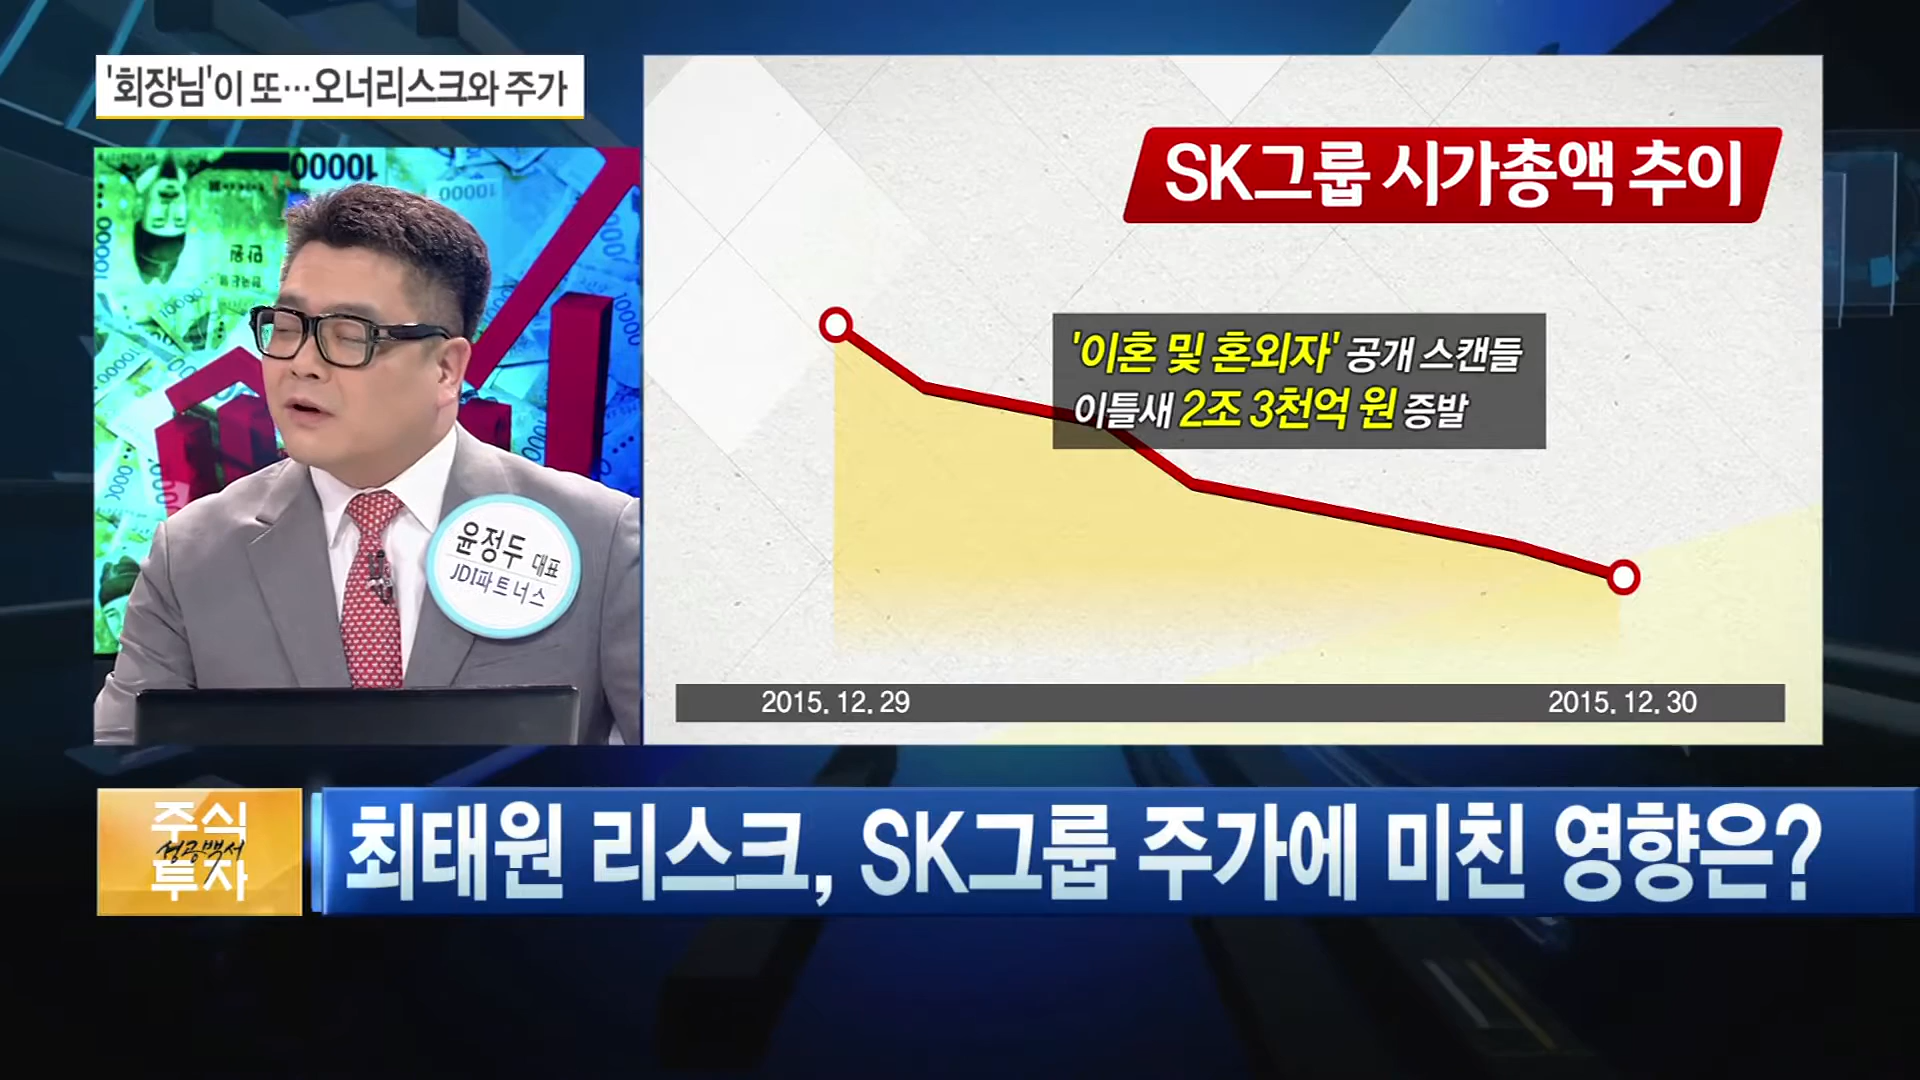 '회장님'이 또…오너리스크와 주가
10000
10000
윤정두 대표
JDI파트너스
SK그룹 시가총액 추이
'이혼 및 혼외자' 공개 스캔들
이틀새 2조 3천억 원 증발
2015. 12. 29
2015. 12. 30
주식
성공백서
투자
최태원 리스크, SK그룹 주가에 미친 영향은?